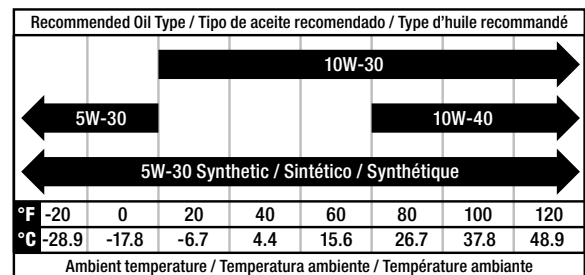 Recommended Oil Type / Tipo de aceite recomendado / Type d'huile recommandé
10W-30
5W-30 10W-40
5W-30 Synthetic / Sintético / Synthétique
°F -20 0 20 40 60 80 100 120
°C -28.9 -17.8 -6.7 4.4 15.6 26.7 37.8 48.9
Ambient temperature / Temperatura ambiente / Température ambiante